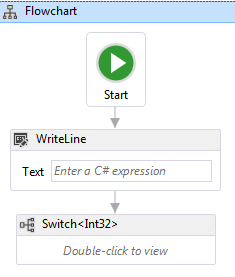 Flowchart
Start
WriteLine
Text Enter a C# expression
Switch<Int32>
Double-click to view